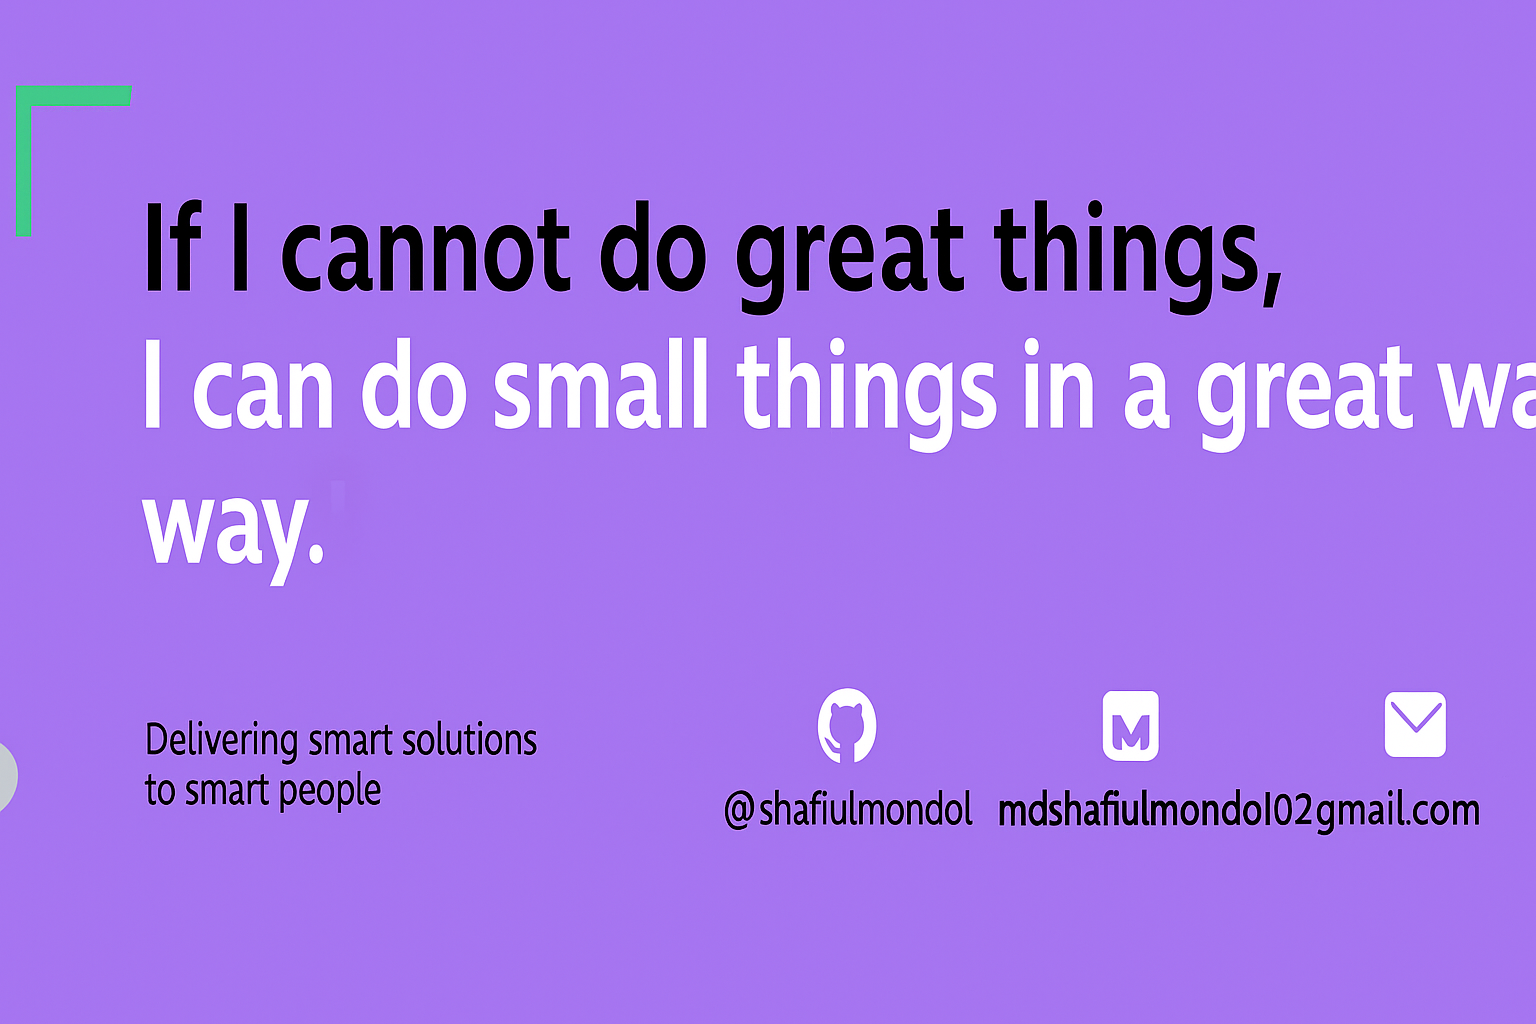 If I cannot do great things,
I can do small things in a great wa
way.
Delivering smart solutions
to smart people
M
@shafiulmondol mdshafiulmondol02gmail.com